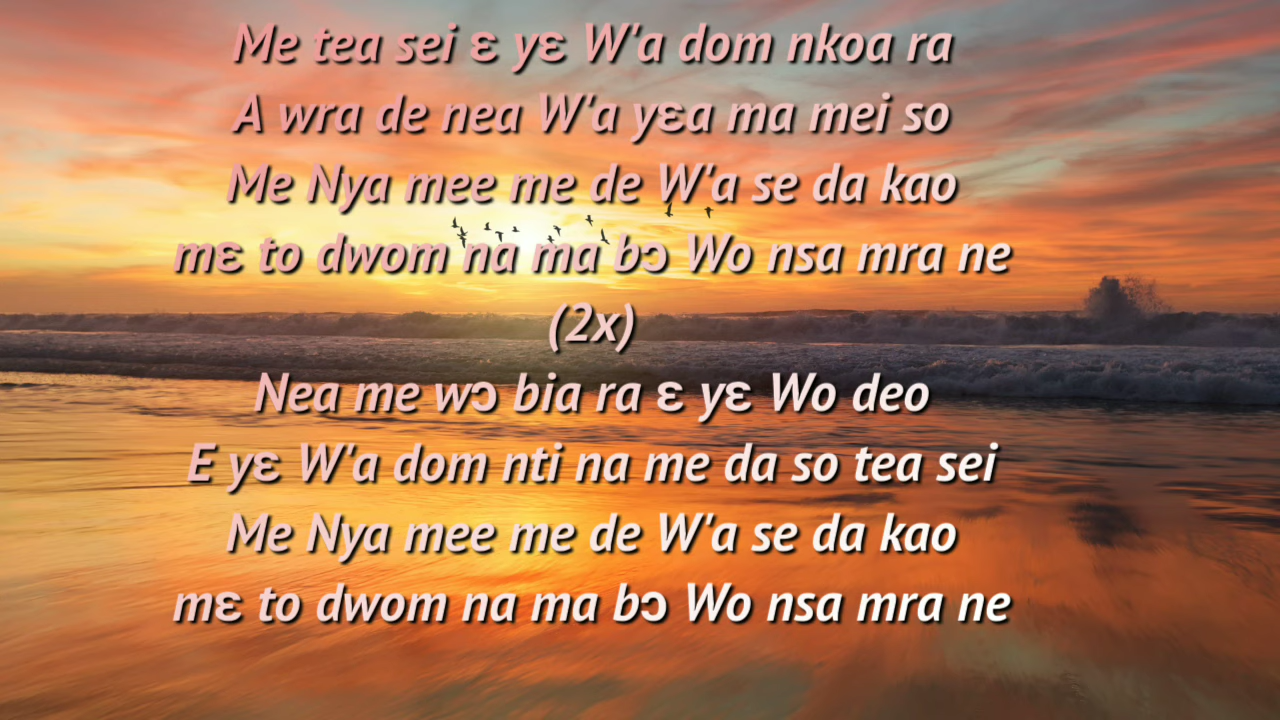 Me tea sei ɛ yɛ W'a dom nkoa ra
A wra de nea W'a yɛa ma mei so
Me Nya mee me de W'a se da kao
mɛ to dwom na ma bɔ Wo nsa mra ne
(2x)
Nea me wɔ bia ra ɛ yɛ Wo deo
E yɛ W'a dom nti na me da so tea sei
Me Nya mee me de W'a se da kao
mɛ to dwom na ma bɔ Wo nsa mra ne